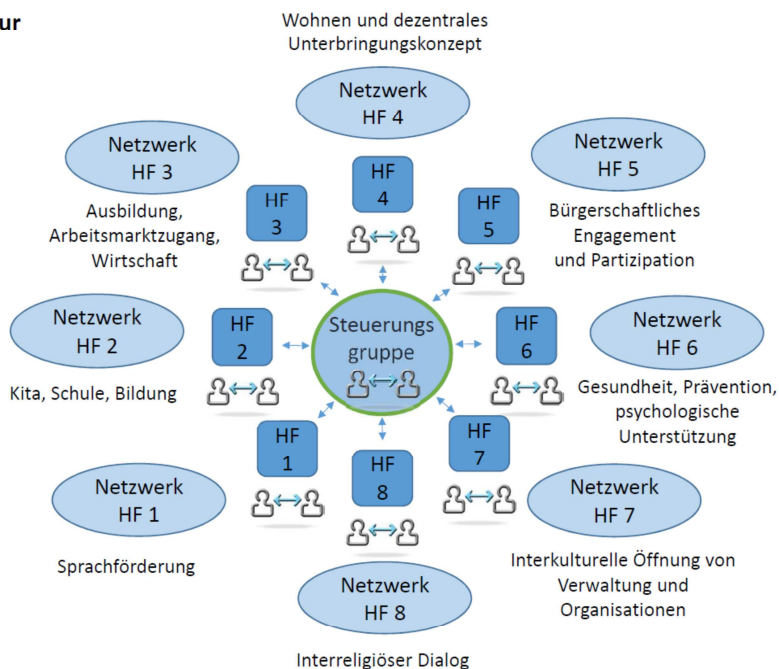 ur
Wohnen und dezentrales
Unterbringungskonzept
Netzwerk
HF 4
Netzwerk
HF 3
Ausbildung,
Arbeitsmarktzugang,
Wirtschaft
Netzwerk
HF 5
Bürgerschaftliches
Engagement
und Partizipation
HF
4
HF
3
HF
5
Netzwerk
HF 2
Kita, Schule, Bildung
HF
2
Steuerungs
gruppe
HF
6
Netzwerk
HF 6
Gesundheit, Prävention,
psychologische
Unterstützung
HF
1
HF
8
HF
7
Netzwerk
HF 1
Sprachförderung
Netzwerk
HF 7
Interkulturelle Öffnung von
Verwaltung und
Organisationen
Netzwerk
HF 8
Interreligiöser Dialog